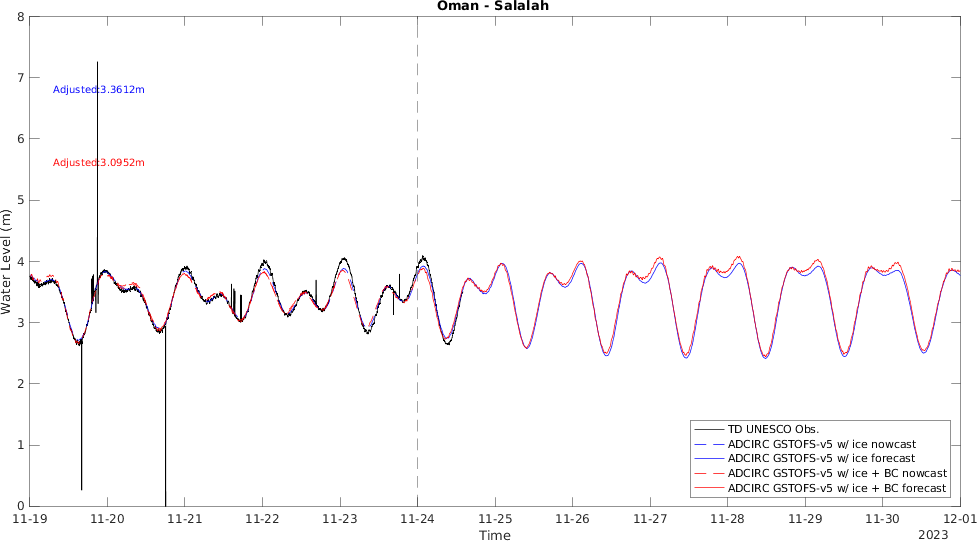 Oman - Salalah
8
7
6
5
4
3
2
1
0
Water Level (m)
Adjusted:3.3612m
Adjusted:3.0952m
TD UNESCO Obs.
ADCIRC GSTOFS-v5 w/ ice nowcast
ADCIRC GSTOFS-v5 w/ ice forecast
ADCIRC GSTOFS-v5 w/ ice + BC nowcast
ADCIRC GSTOFS-v5 w/ ice + BC forecast
11-19 11-20 11-21 11-22 11-23 11-24 11-25 11-26 11-27 11-28 11-29 11-30 12-01
Time
2023